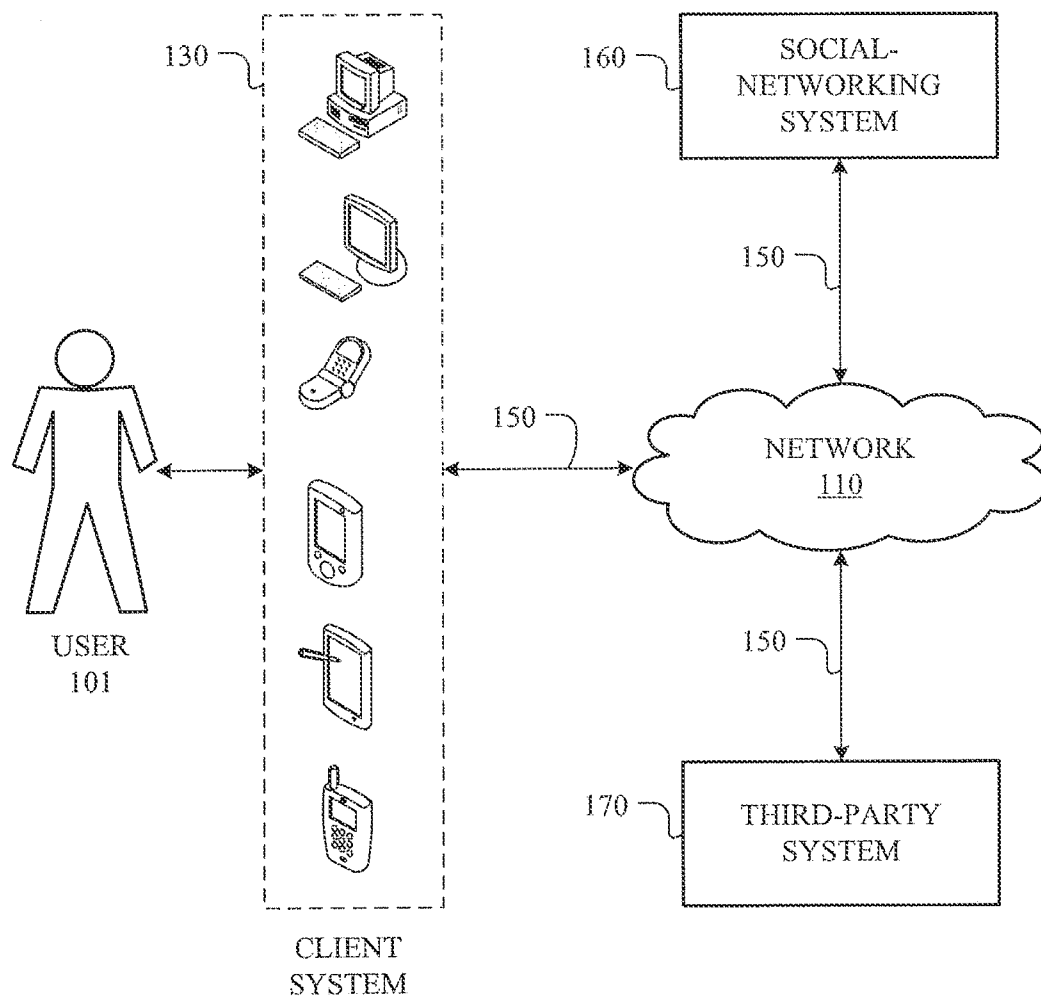 130
160
SOCIAL-
NETWORKING
SYSTEM
150
150
NETWORK
110
USER
101
150
170
THIRD-PARTY
SYSTEM
CLIENT
SYSTEM